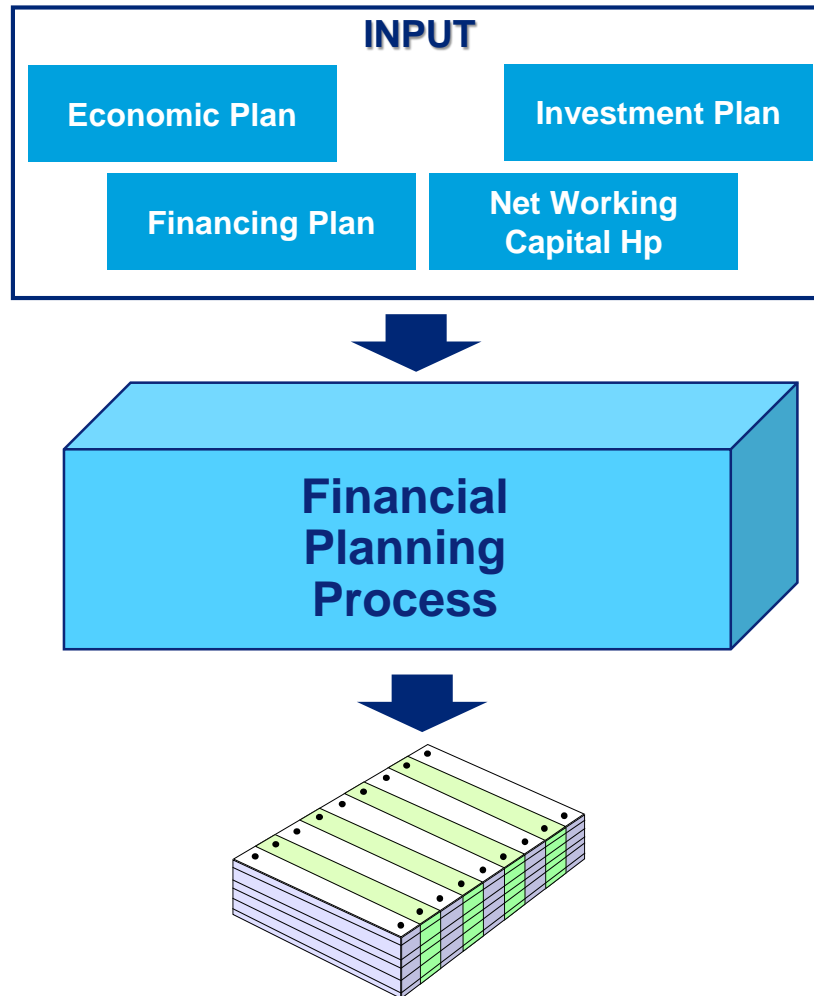 INPUT
Economic Plan
Investment Plan
Financing Plan
Net Working
Capital Hp
Financial
Planning
Process